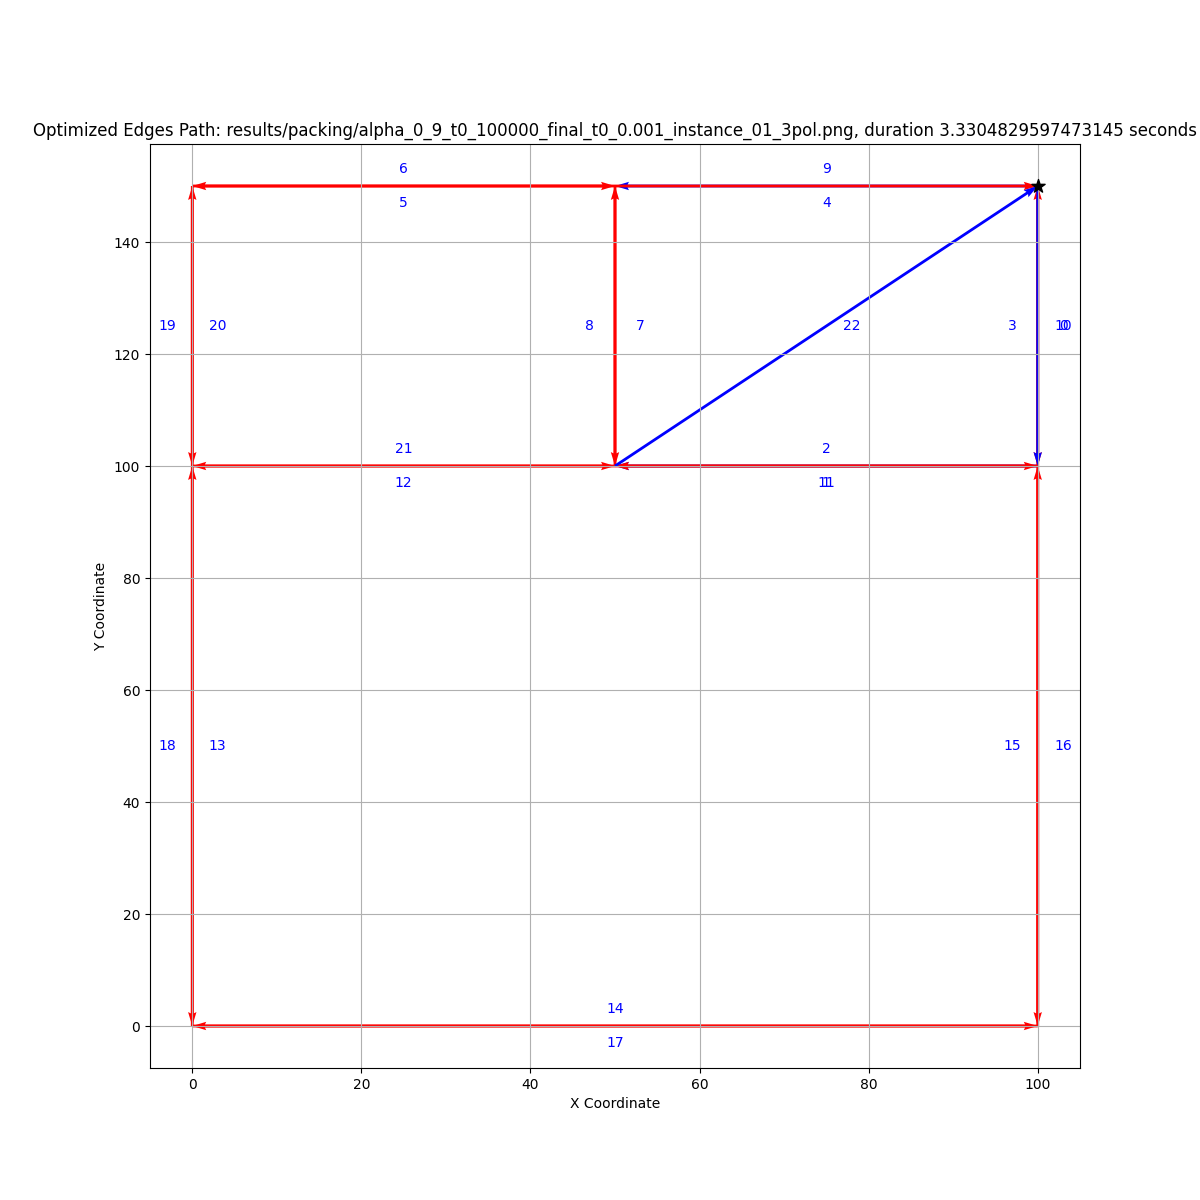 Optimized Edges Path: results/packing/alpha_0_9_t0_100000_final_t0_0.001_instance_01_3pol.png, duration 3.3304829597473145 seconds
6 9
5 4
140
19 20 8 7 22 3 10 0
120
21 2
100
12 11 1
80
Y Coordinate
60
18 13 15 16
40
20
14
0
17
0 20 40 60 80 100
X Coordinate